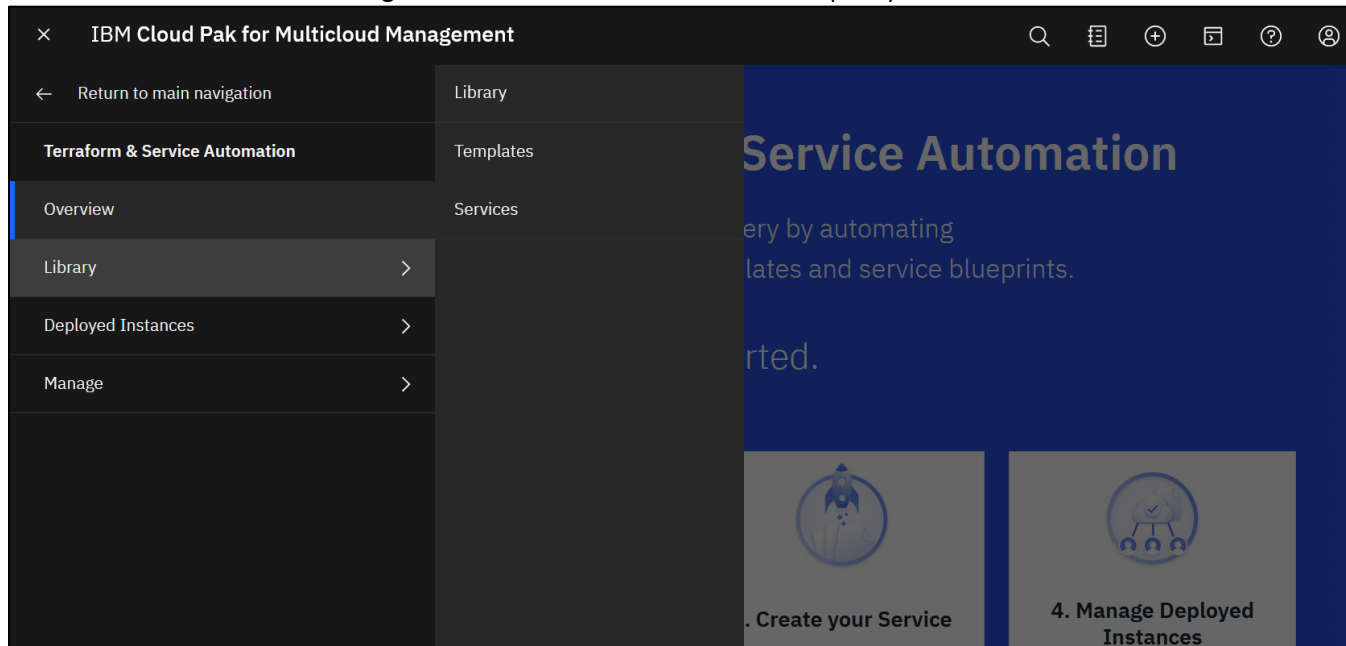 IBM Cloud Pak for Multicloud Management
Return to main navigation
Terraform & Service Automation
Overview
Library
Deployed Instances
Manage
Library
Templates
Services
Service Automation
ery by automating
lates and service blueprints.
rted.
. Create your Service
4. Manage Deployed
Instances